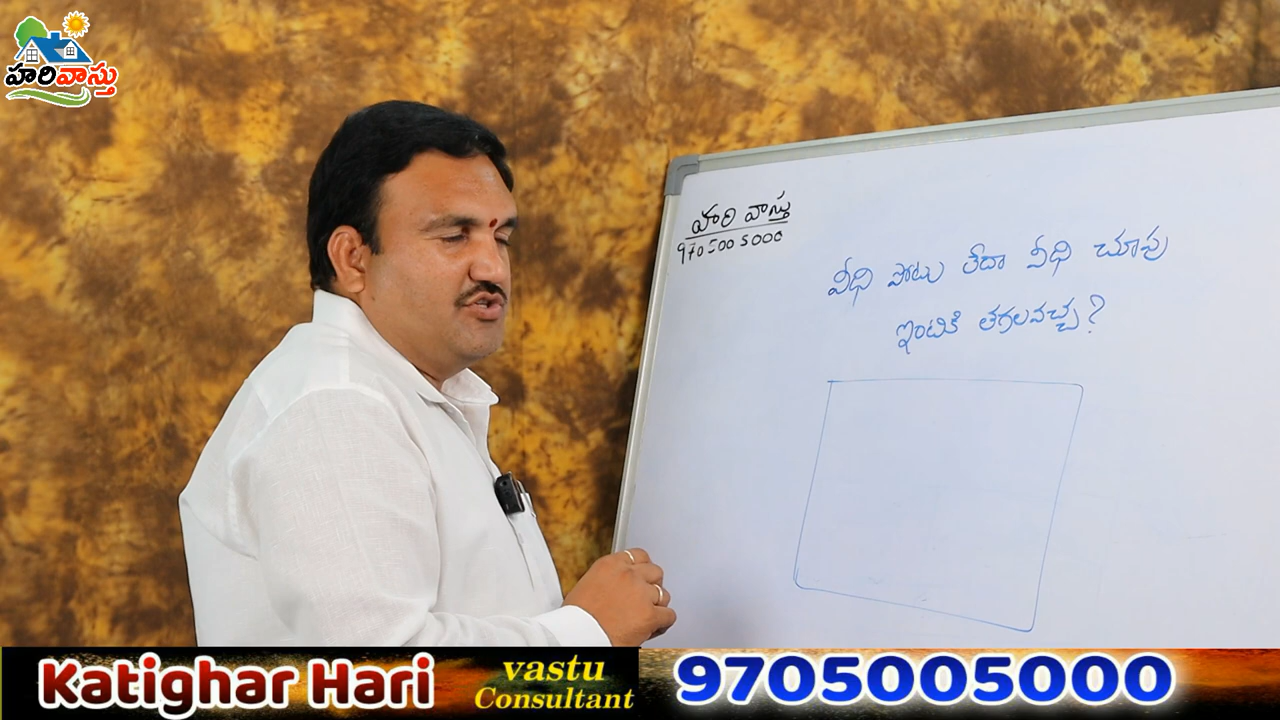 హరివాస్తు
హరి వాస్తు
9705005000
వీధి పోటు లేదా వీధి చూపు
ఇంటికి తగలవచ్చ?
Katighar Hari
vastu
Consultant
9705005000